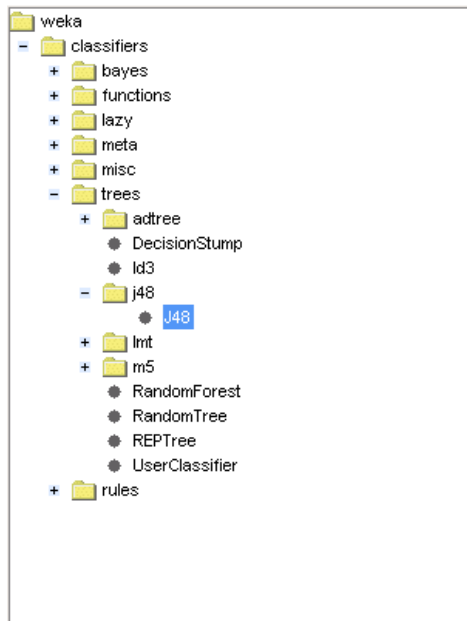 weka
classifiers
bayes
functions
lazy
meta
misc
trees
adtree
DecisionStump
Id3
j48
J48
lmt
m5
RandomForest
RandomTree
REPTree
UserClassifier
rules